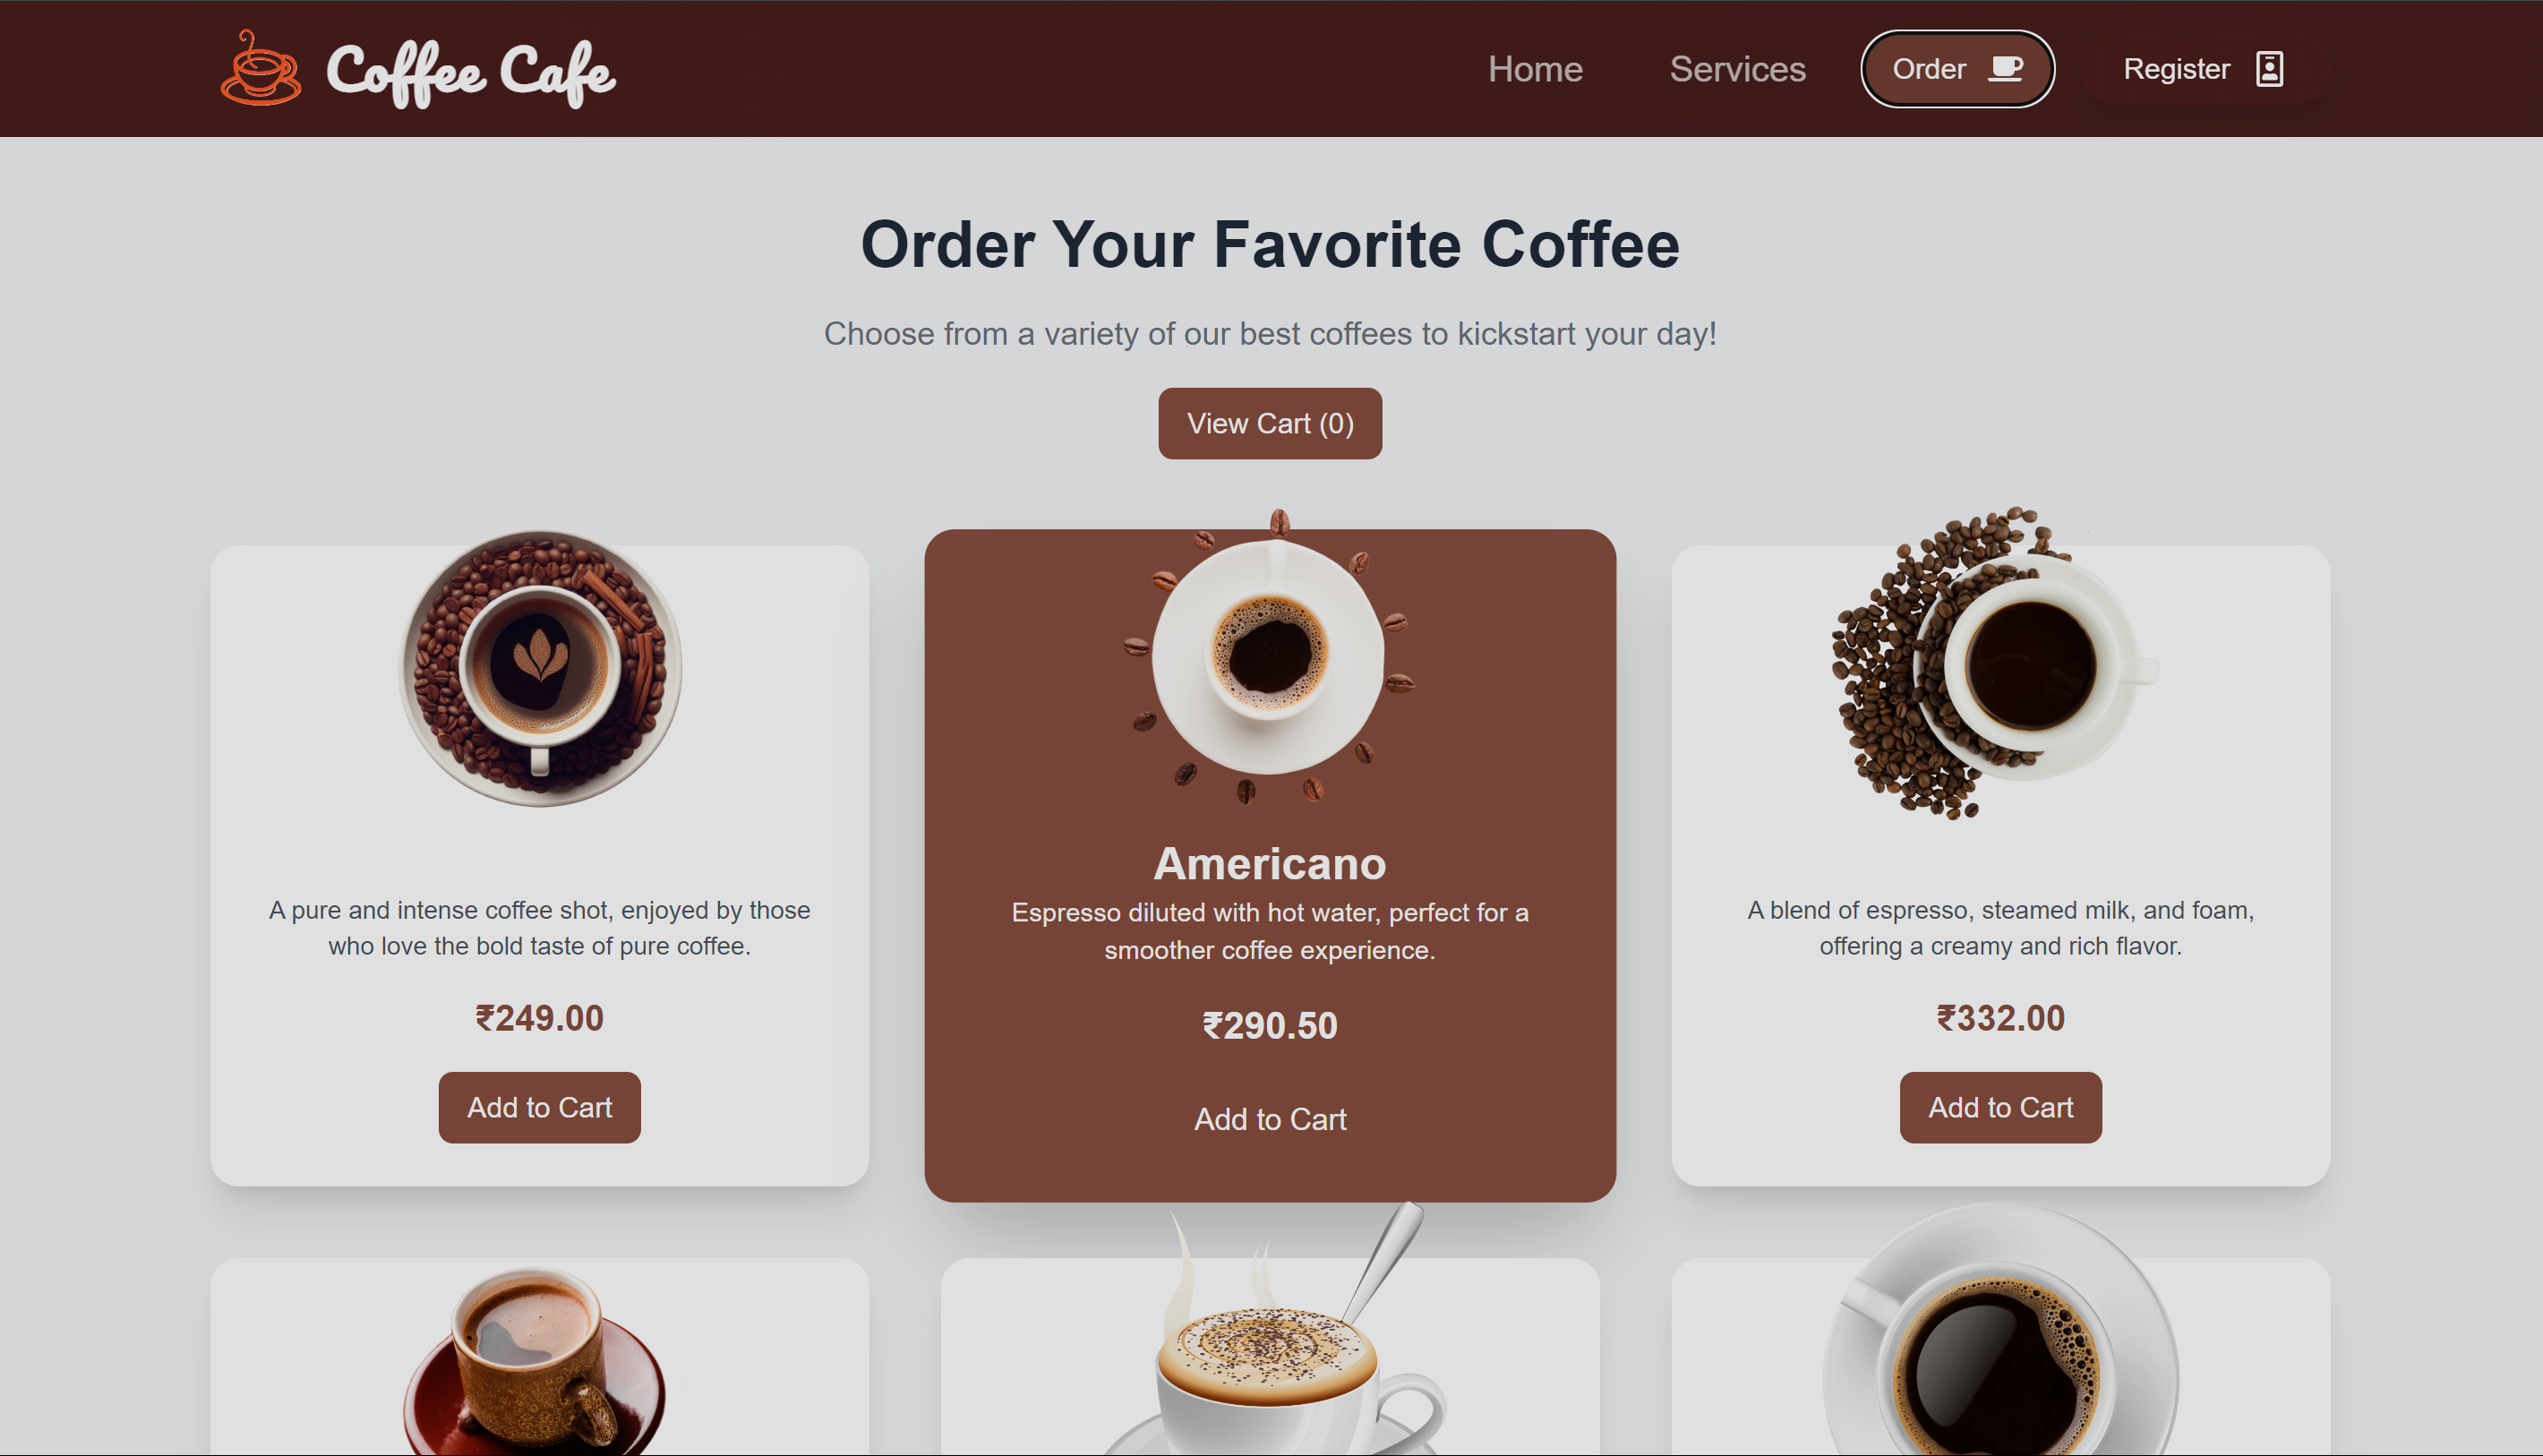 Coffee Cafe
Home
Services
Order
Register
Order Your Favorite Coffee
Choose from a variety of our best coffees to kickstart your day!
View Cart (0)
A pure and intense coffee shot, enjoyed by those
who love the bold taste of pure coffee.
₹249.00
Add to Cart
Americano
Espresso diluted with hot water, perfect for a
smoother coffee experience.
₹290.50
Add to Cart
A blend of espresso, steamed milk, and foam,
offering a creamy and rich flavor.
₹332.00
Add to Cart